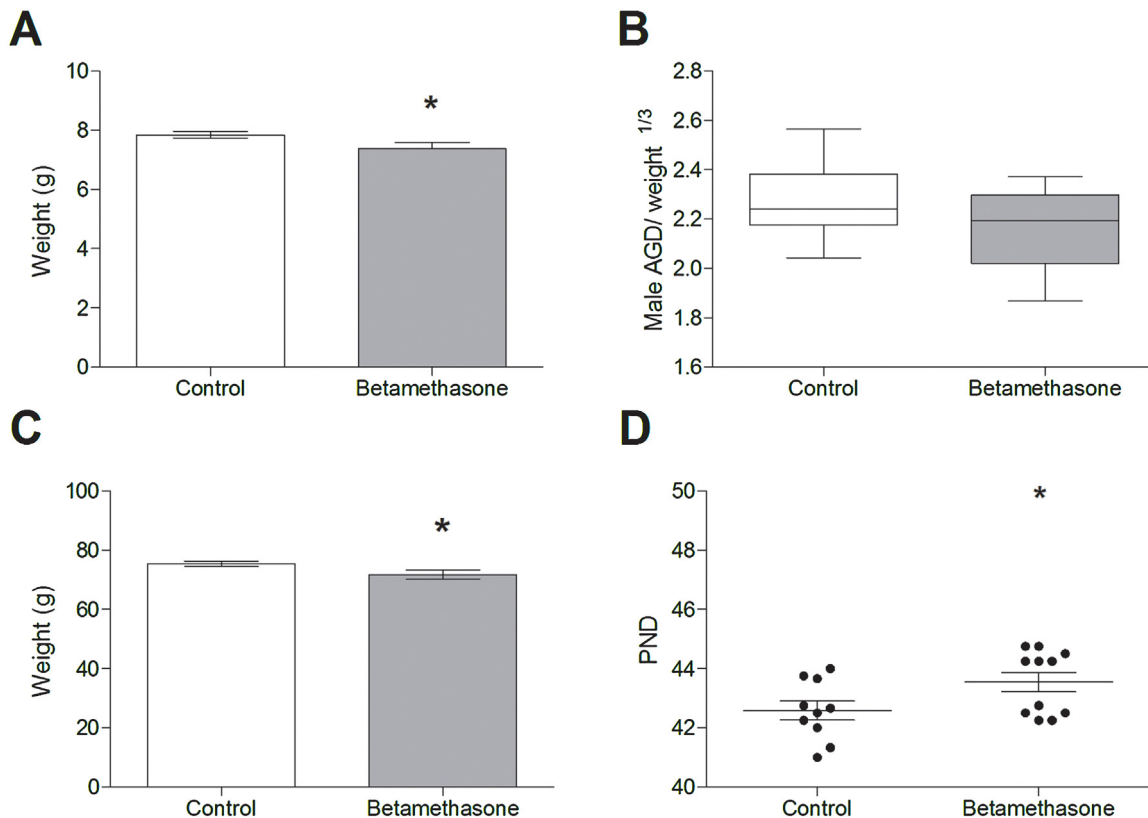 A
10
8
6
4
2
0
Weight (g)
*
Control
Betamethasone
B
2.8
2.6
2.4
2.2
2.0
1.8
1.6
Male AGD/ weight 1/3
Control
Betamethasone
C
100
80
60
40
20
0
Weight (g)
*
Control
Betamethasone
D
50
48
46
44
42
40
PND
*
Control
Betamethasone